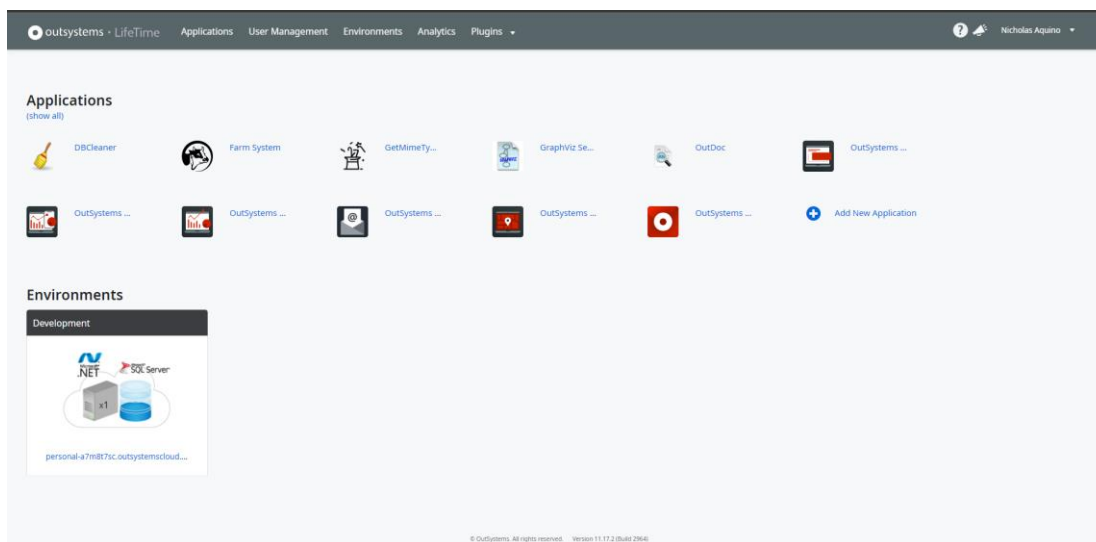 outsystems · LifeTime Applications User Management Environments Analytics Plugins ? Nicholas Aquino
Applications
(show all)
DBCleaner Farm System GetMimeTy... GraphViz Se... OutDoc OutSystems ...
OutSystems ... OutSystems ... OutSystems ... OutSystems ... OutSystems ... Add New Application
Environments
Development
Microsoft
.NET SQL Server
x1
personal-a7m8t7sc.outsystemscloud....
© OutSystems. All rights reserved. Version 11.17.2 (Build 2964)